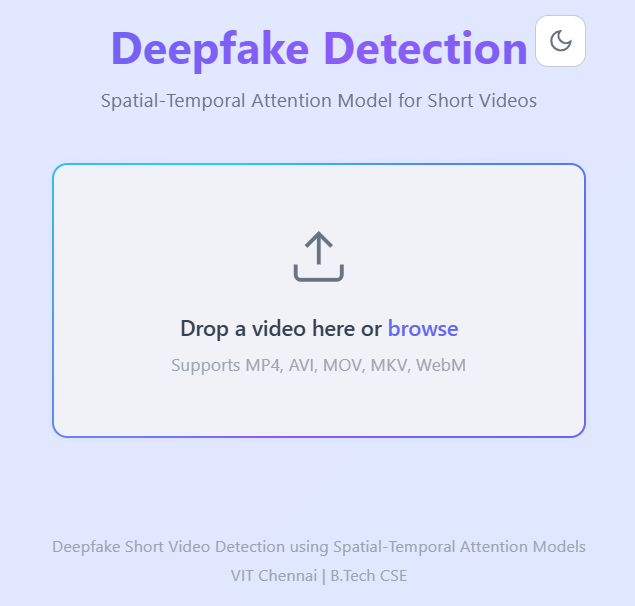 Deepfake Detection
Spatial-Temporal Attention Model for Short Videos
Drop a video here or browse
Supports MP4, AVI, MOV, MKV, WebM
Deepfake Short Video Detection using Spatial-Temporal Attention Models
VIT Chennai | B.Tech CSE